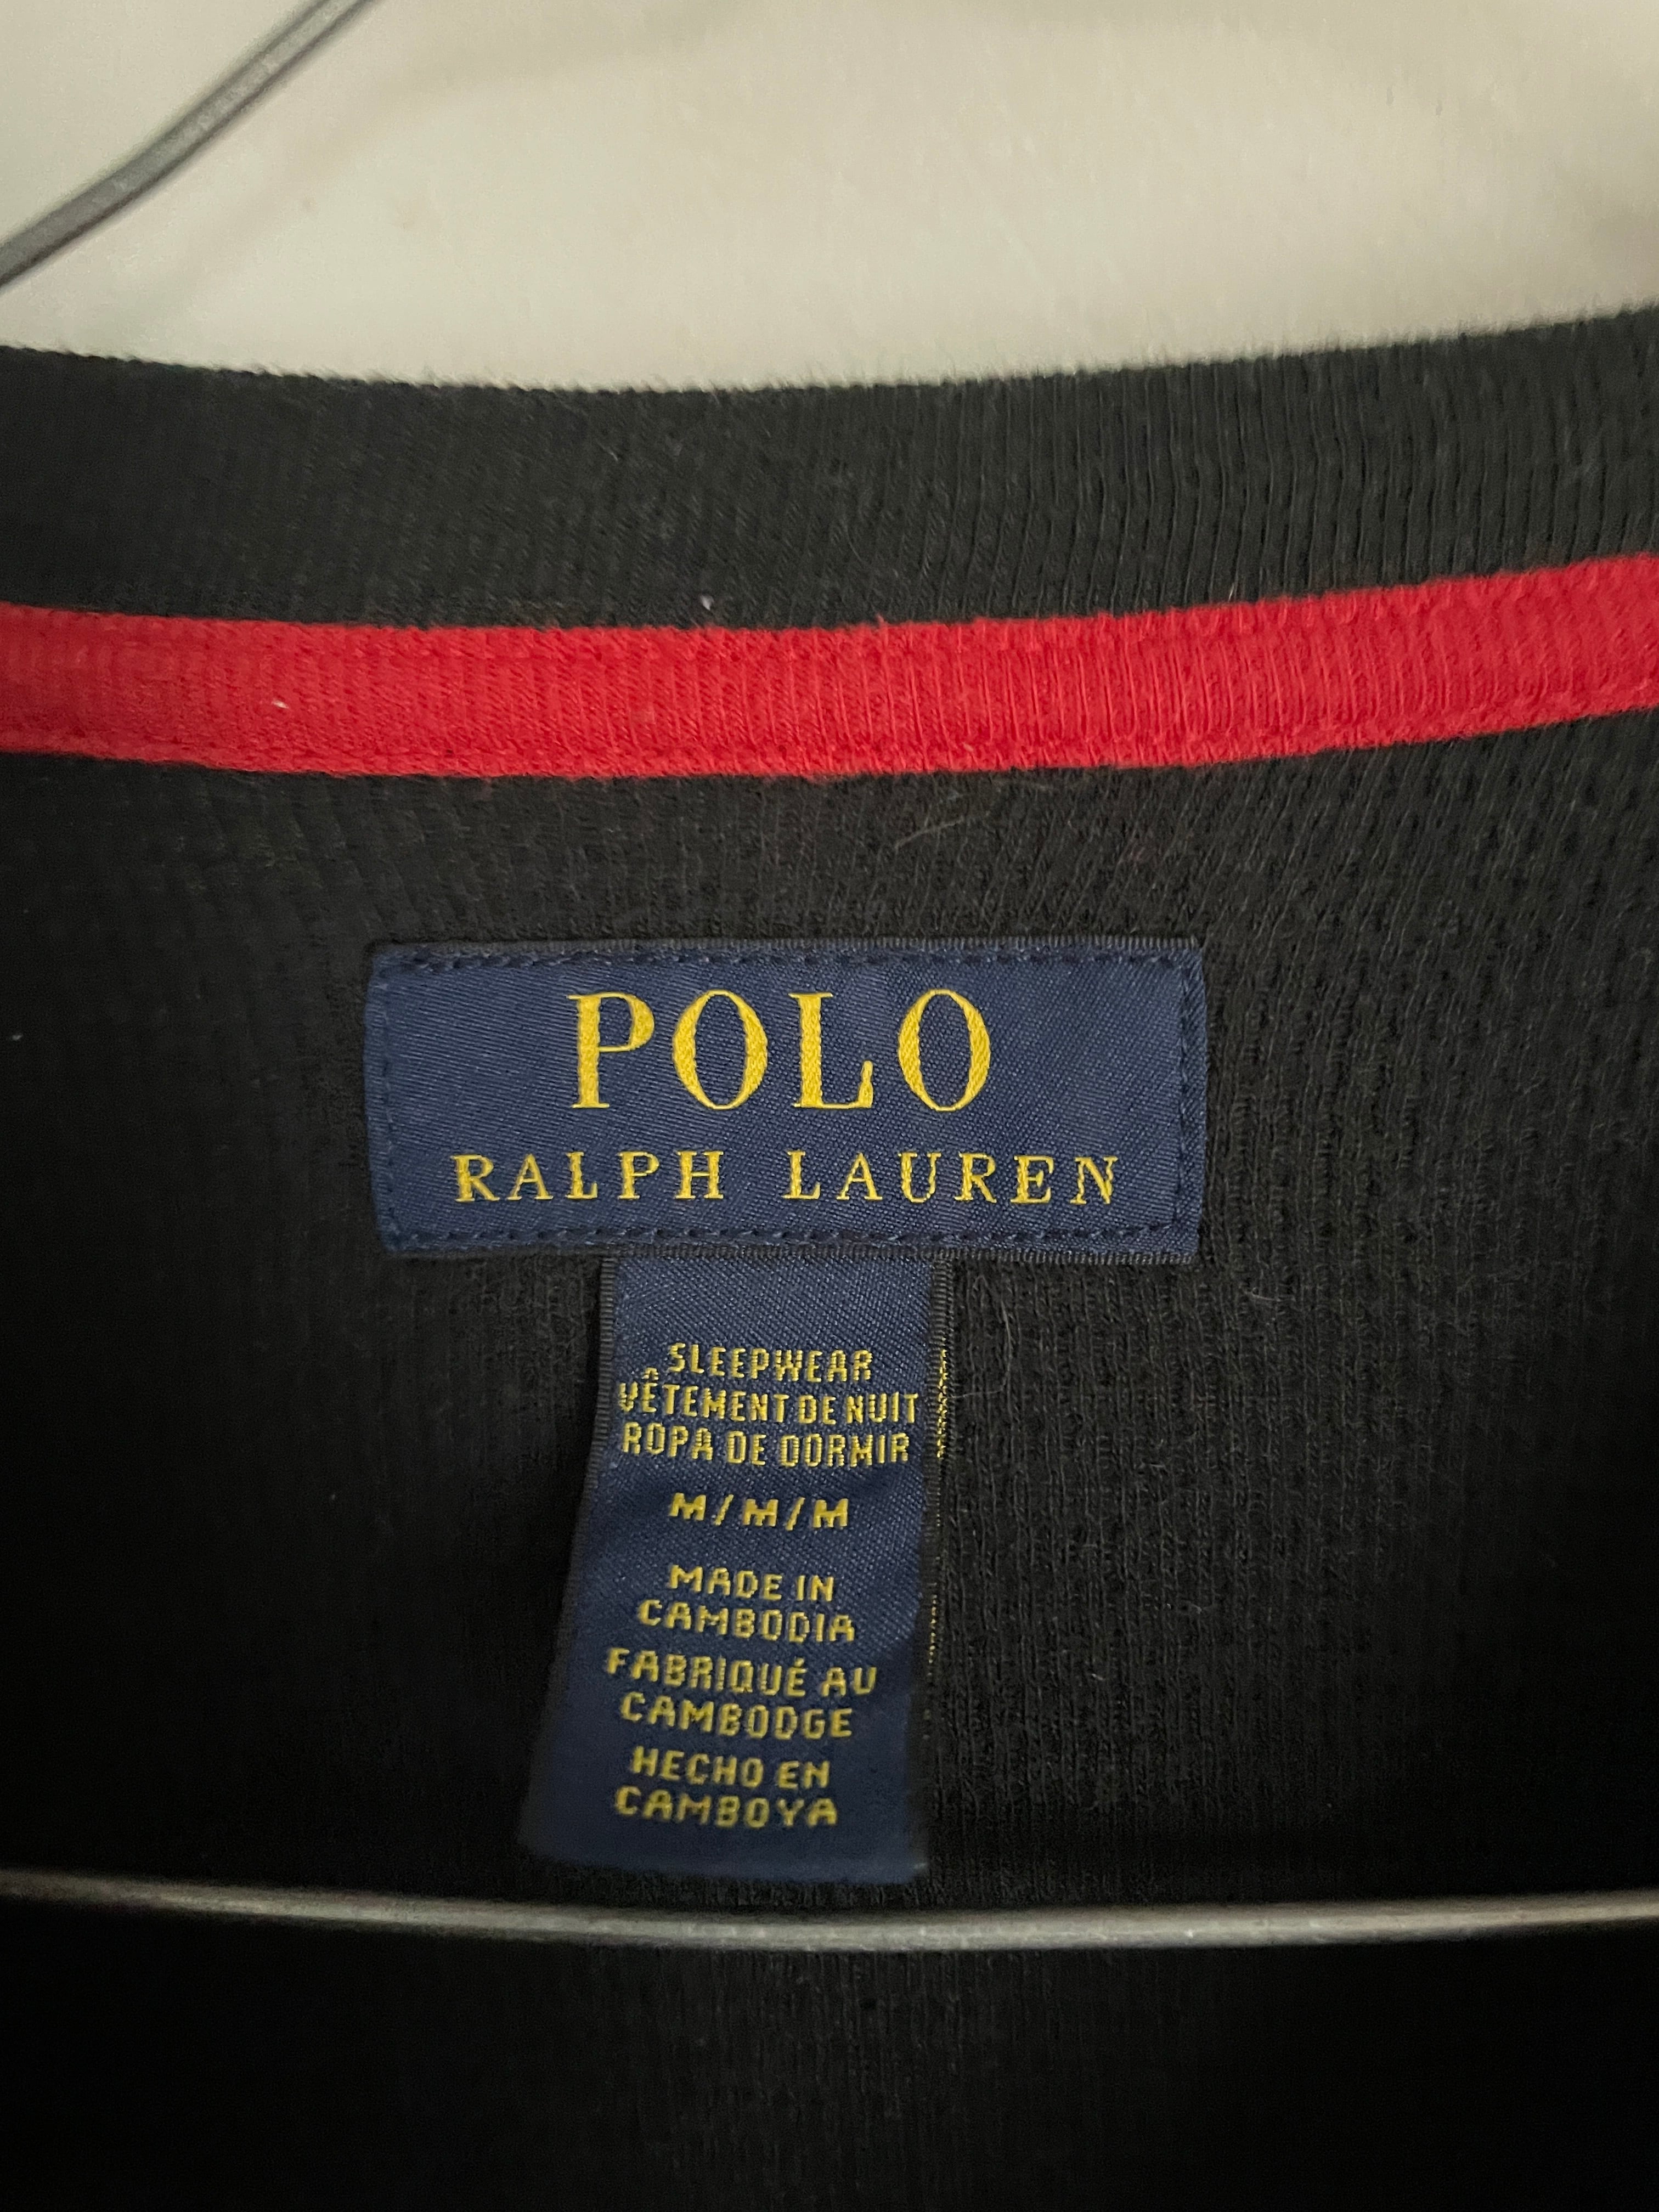 POLO
RALPH LAUREN
SLEEPWEAR
VÊTEMENT DE NUIT
ROPA DE DORMIR
M/M/M
MADE IN
CAMBODIA
FABRIQUÉ AU
CAMBODGE
HECHO EN
CAMBOYA